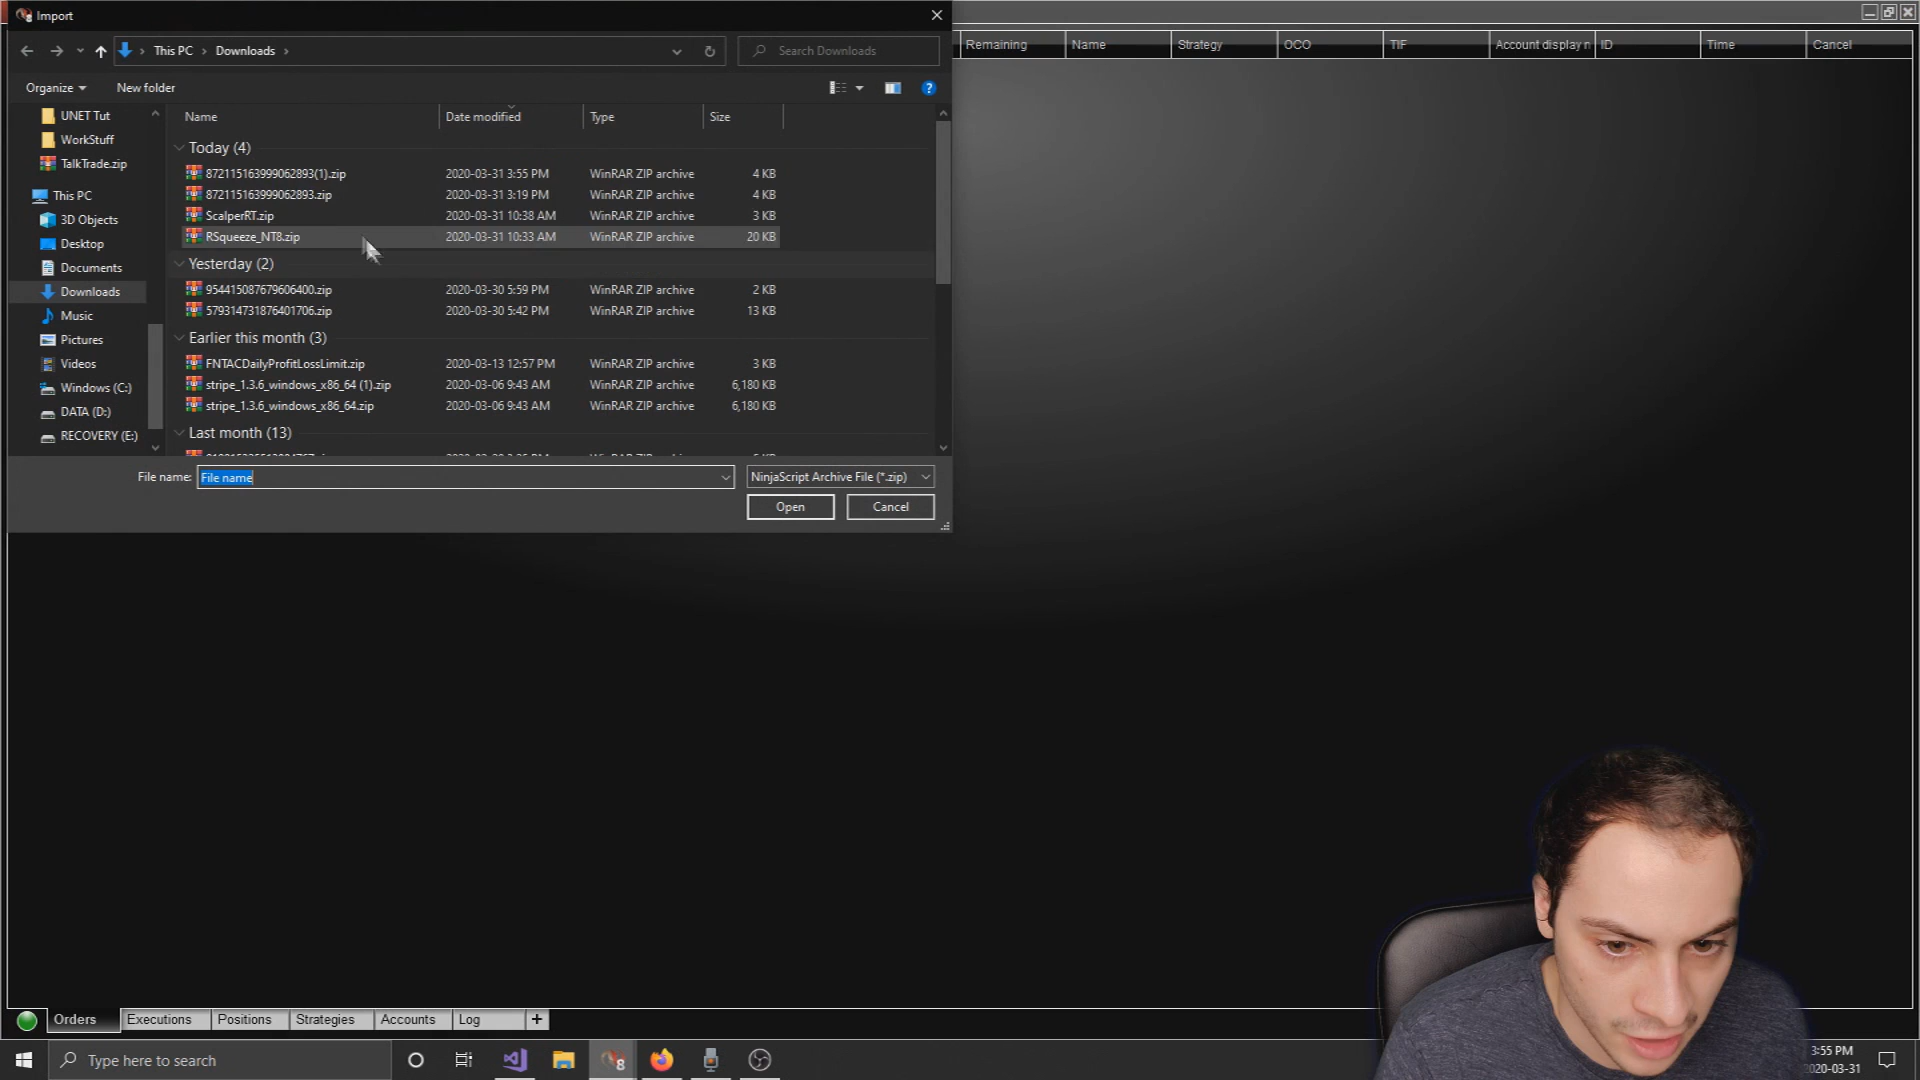 Import
This PC > Downloads >
Search Downloads
Organize
New folder
Remaining Name Strategy OCO TIF Account display n ID Time Cancel
UNET Tut
WorkStuff
TalkTrade.zip
This PC
3D Objects
Desktop
Documents
Downloads
Music
Pictures
Videos
Windows (C:)
DATA (D:)
RECOVERY (E:)
Name Date modified Type Size
Today (4)
872115163999062893(1).zip 2020-03-31 3:55 PM WinRAR ZIP archive 4 KB
872115163999062893.zip 2020-03-31 3:19 PM WinRAR ZIP archive 4 KB
ScalperRT.zip 2020-03-31 10:38 AM WinRAR ZIP archive 3 KB
RSqueeze_NT8.zip 2020-03-31 10:33 AM WinRAR ZIP archive 20 KB
Yesterday (2)
954415087679606400.zip 2020-03-30 5:59 PM WinRAR ZIP archive 2 KB
579314731876401706.zip 2020-03-30 5:42 PM WinRAR ZIP archive 13 KB
Earlier this month (3)
FNTACDailyProfitLossLimit.zip 2020-03-13 12:57 PM WinRAR ZIP archive 3 KB
stripe_1.3.6_windows_x86_64 (1).zip 2020-03-06 9:43 AM WinRAR ZIP archive 6,180 KB
stripe_1.3.6_windows_x86_64.zip 2020-03-06 9:43 AM WinRAR ZIP archive 6,180 KB
Last month (13)
File name: File name
NinjaScript Archive File (*.zip)
Open Cancel
Orders Executions Positions Strategies Accounts Log +
Type here to search
8
3:55 PM
2020-03-31